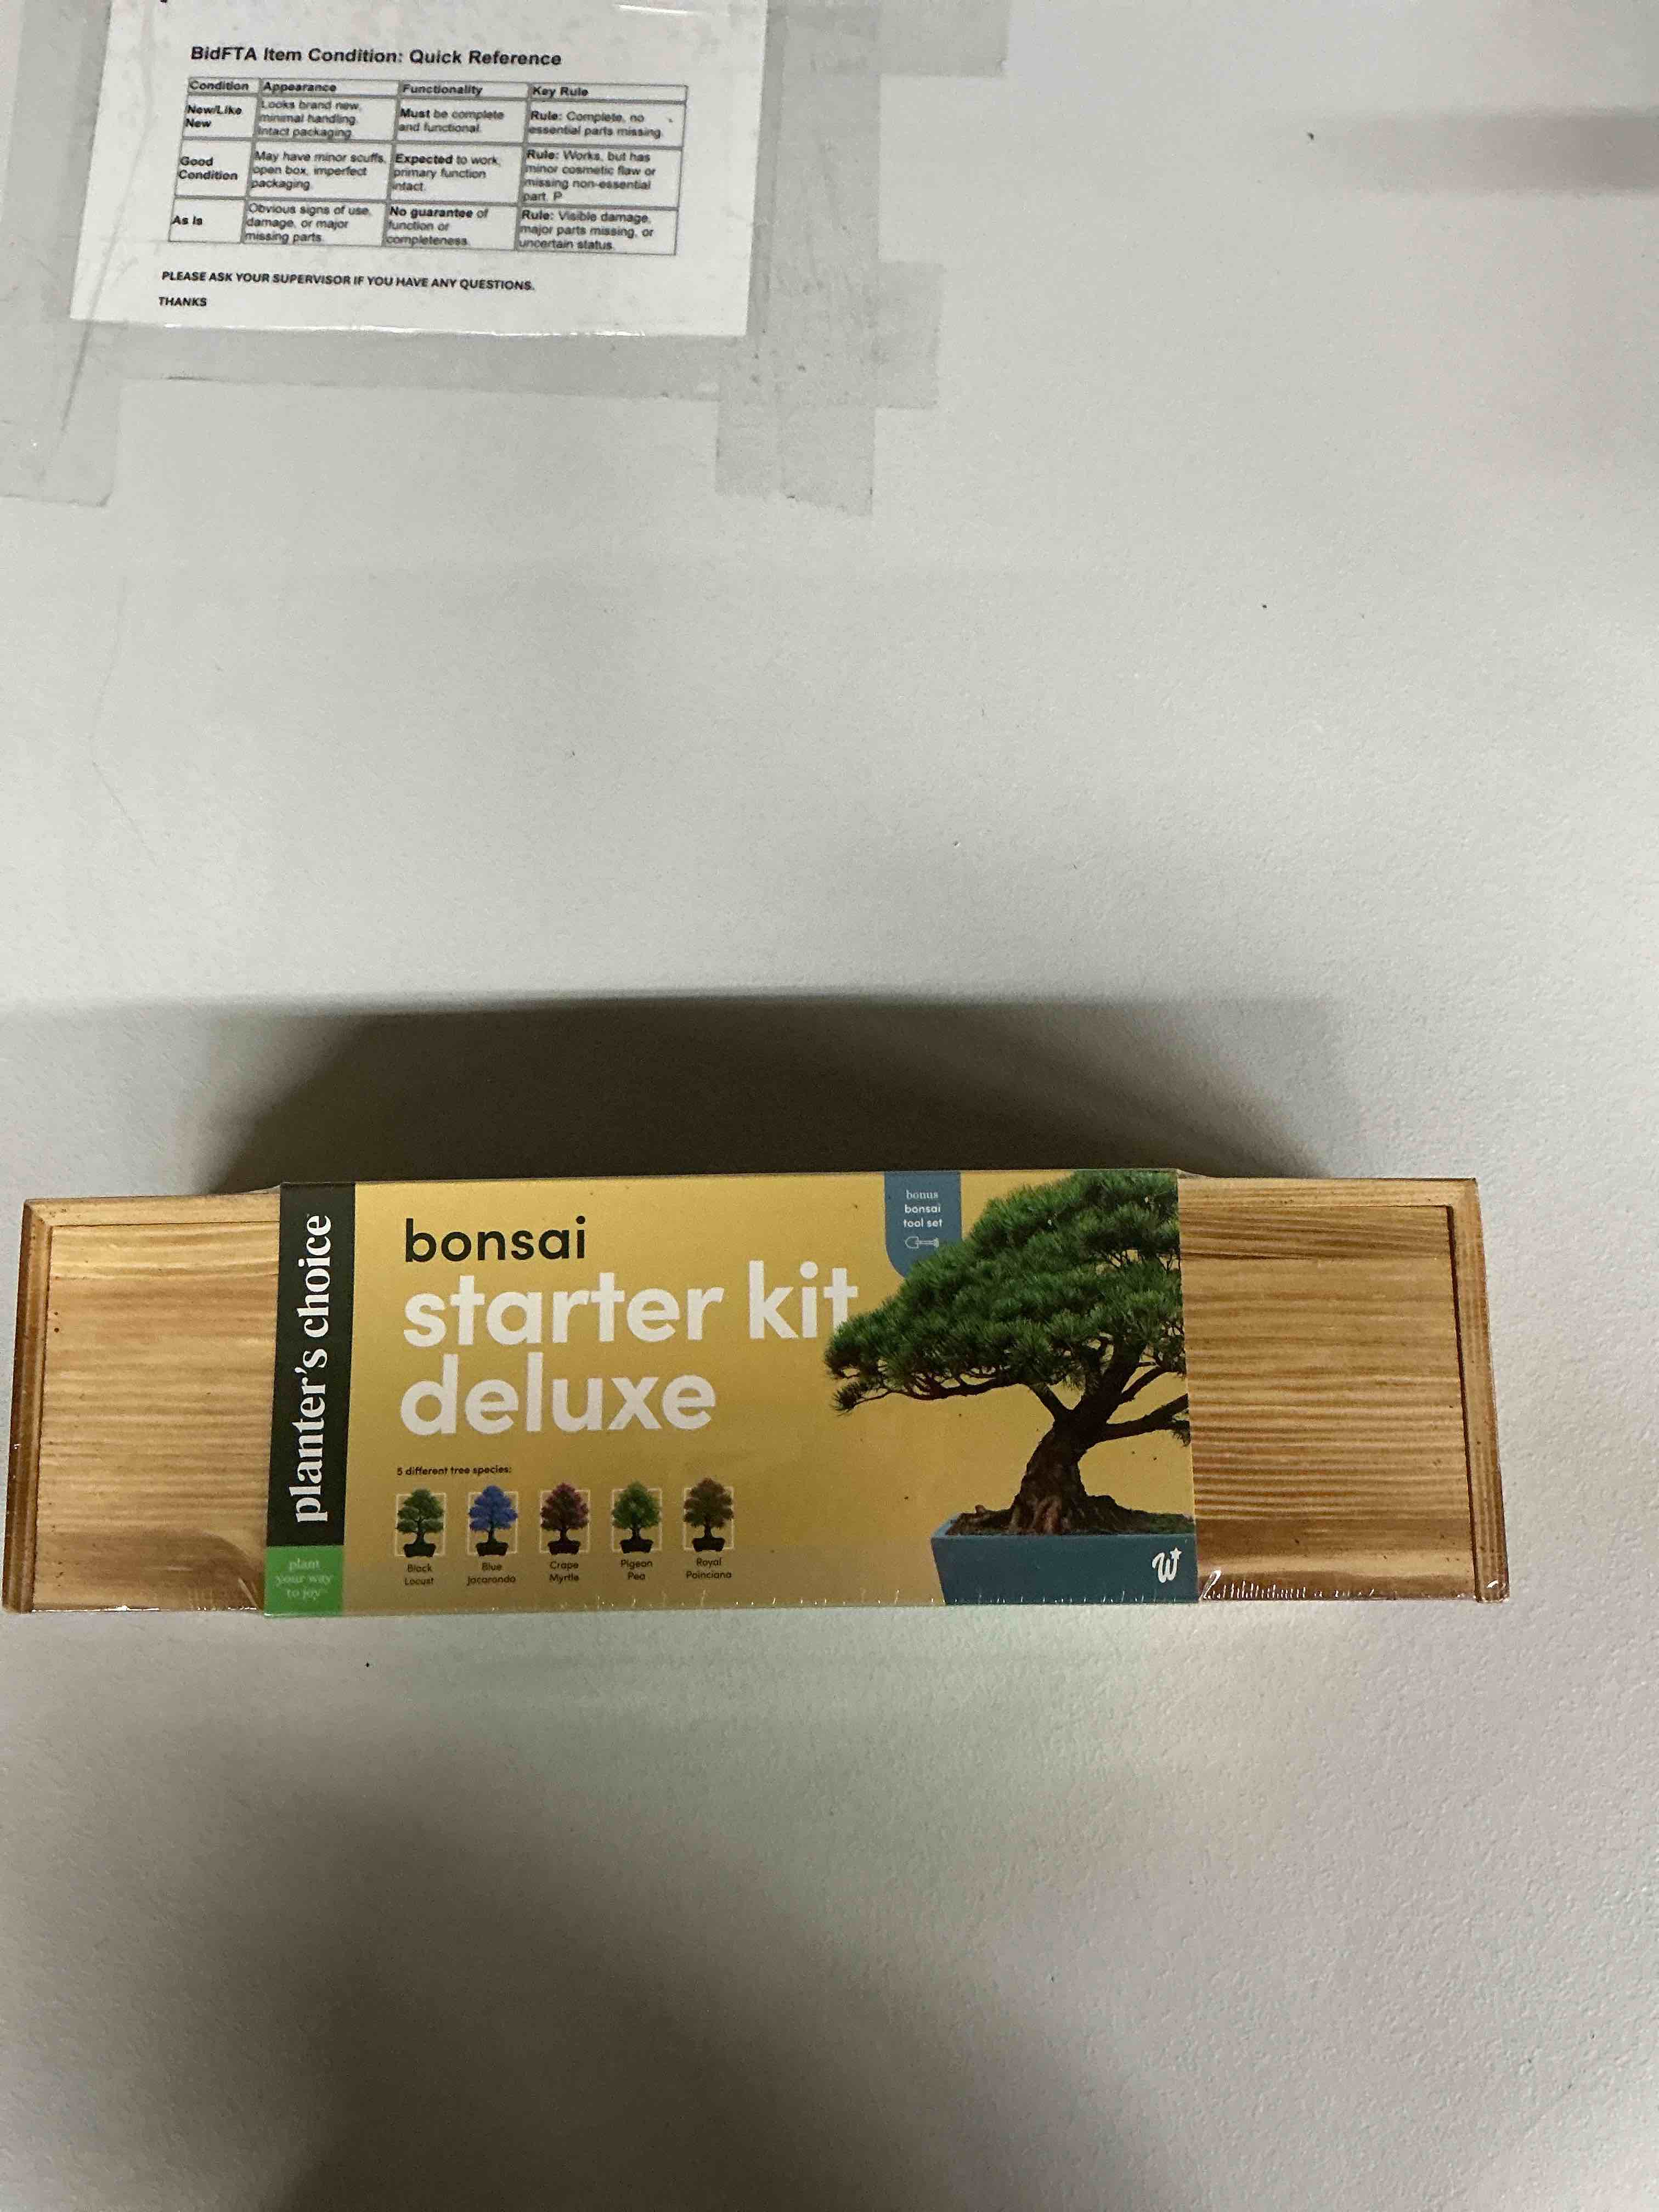 BidFTA Item Condition: Quick Reference
Condition Appearance Functionality Key Rule
New/Like New
Looks brand new, minimal handling. Intact packaging.
Must be complete and functional.
Rule: Complete, no essential parts missing.
Good Condition
May have minor scuffs, open box, imperfect packaging.
Expected to work, primary function intact.
Rule: Works, but has minor cosmetic flaw or missing non-essential part. P
As Is
Obvious signs of use, damage, or major missing parts.
No guarantee of function or completeness.
Rule: Visible damage, major parts missing, or uncertain status.
PLEASE ASK YOUR SUPERVISOR IF YOU HAVE ANY QUESTIONS.
THANKS
planter's choice
plant
your way
to joy™
bonsai
starter kit
deluxe
bonus
bonsai
tool set
5 different tree species:
Black
Locust
Blue
Jacaranda
Crape
Myrtle
Pigeon
Pea
Royal
Poinciana
W